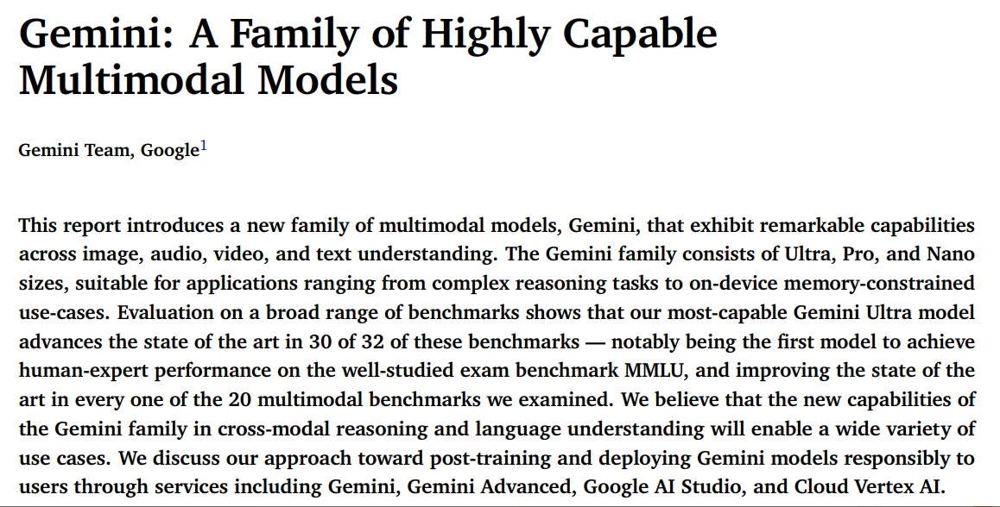 Gemini: A Family of Highly Capable
Multimodal Models
Gemini Team, Google1
This report introduces a new family of multimodal models, Gemini, that exhibit remarkable capabilities
across image, audio, video, and text understanding. The Gemini family consists of Ultra, Pro, and Nano
sizes, suitable for applications ranging from complex reasoning tasks to on-device memory-constrained
use-cases. Evaluation on a broad range of benchmarks shows that our most-capable Gemini Ultra model
advances the state of the art in 30 of 32 of these benchmarks — notably being the first model to achieve
human-expert performance on the well-studied exam benchmark MMLU, and improving the state of the
art in every one of the 20 multimodal benchmarks we examined. We believe that the new capabilities of
the Gemini family in cross-modal reasoning and language understanding will enable a wide variety of
use cases. We discuss our approach toward post-training and deploying Gemini models responsibly to
users through services including Gemini, Gemini Advanced, Google AI Studio, and Cloud Vertex AI.